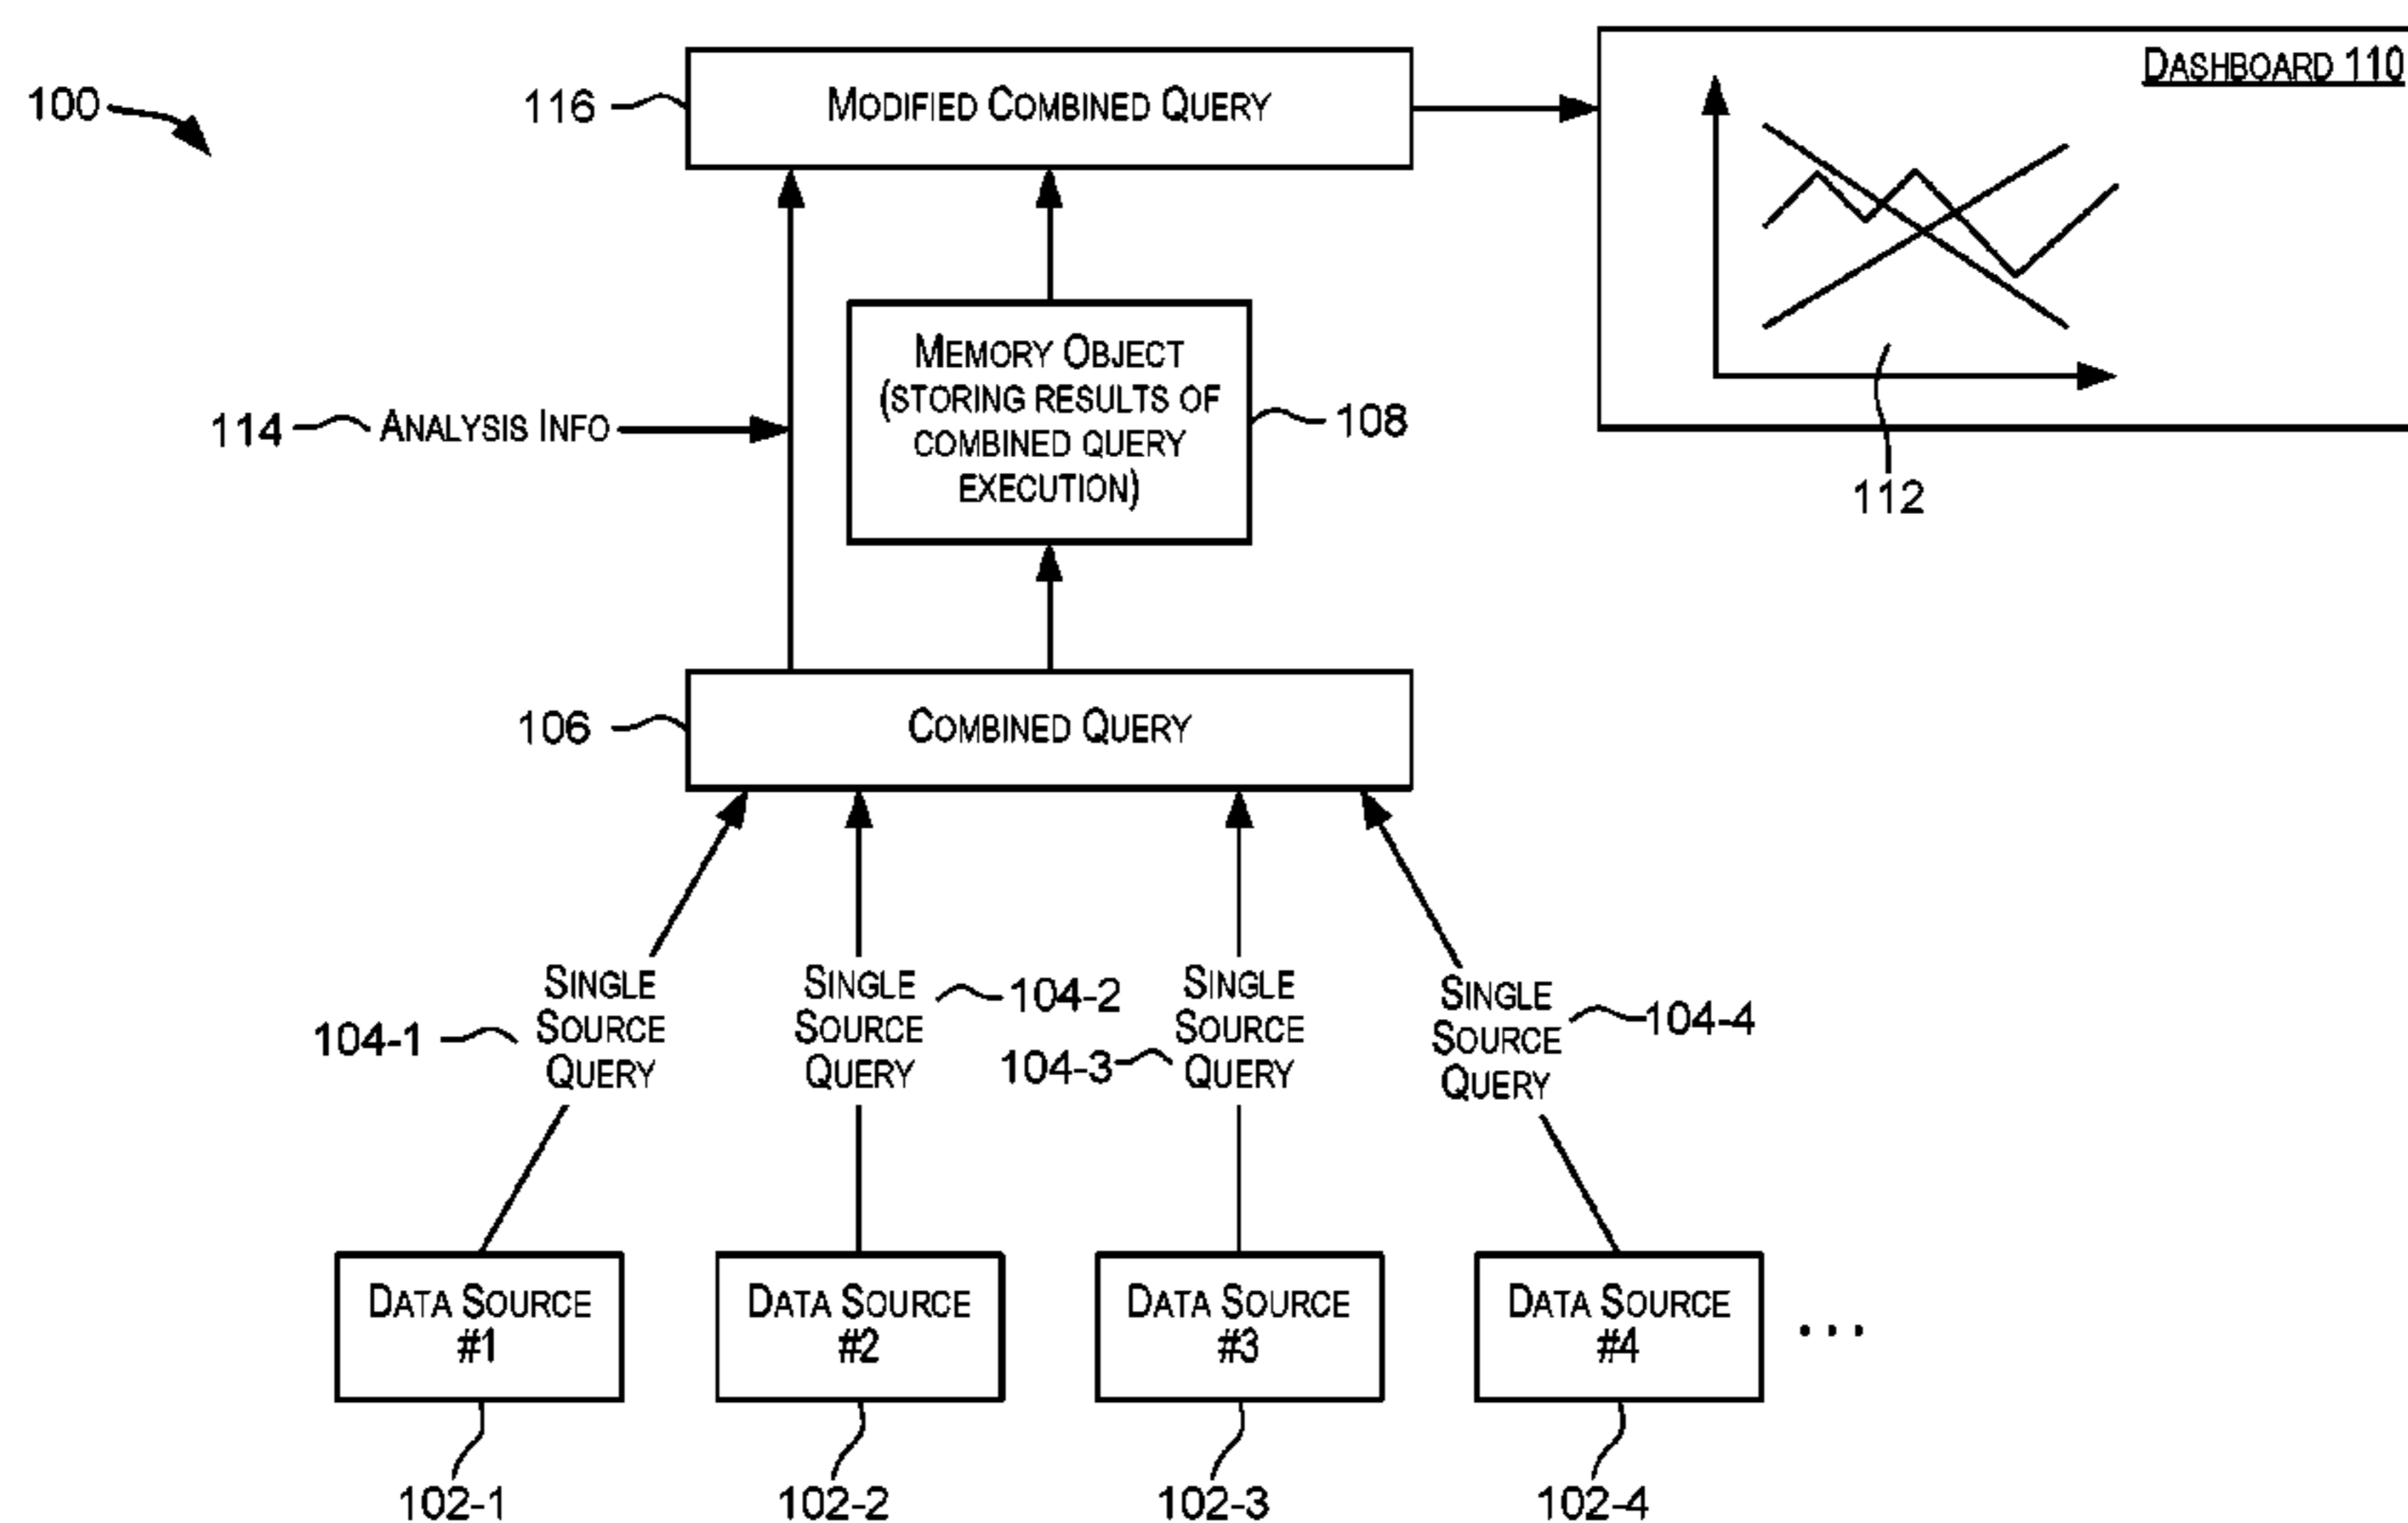 100
116
MODIFIED COMBINED QUERY
DASHBOARD 110
112
114
ANALYSIS INFO
MEMORY OBJECT
(STORING RESULTS OF
COMBINED QUERY
EXECUTION)
108
106
COMBINED QUERY
104-1
SINGLE
SOURCE
QUERY
SINGLE
SOURCE
QUERY
104-2
104-3
SINGLE
SOURCE
QUERY
SINGLE
SOURCE
QUERY
104-4
DATA SOURCE
#1
DATA SOURCE
#2
DATA SOURCE
#3
DATA SOURCE
#4
...
102-1
102-2
102-3
102-4